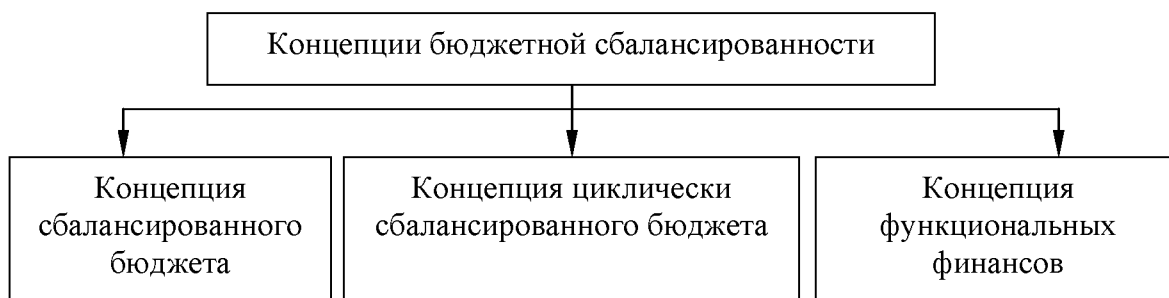 Концепции бюджетной сбалансированности
Концепция
сбалансированного
бюджета
Концепция циклически
сбалансированного бюджета
Концепция
функциональных
финансов